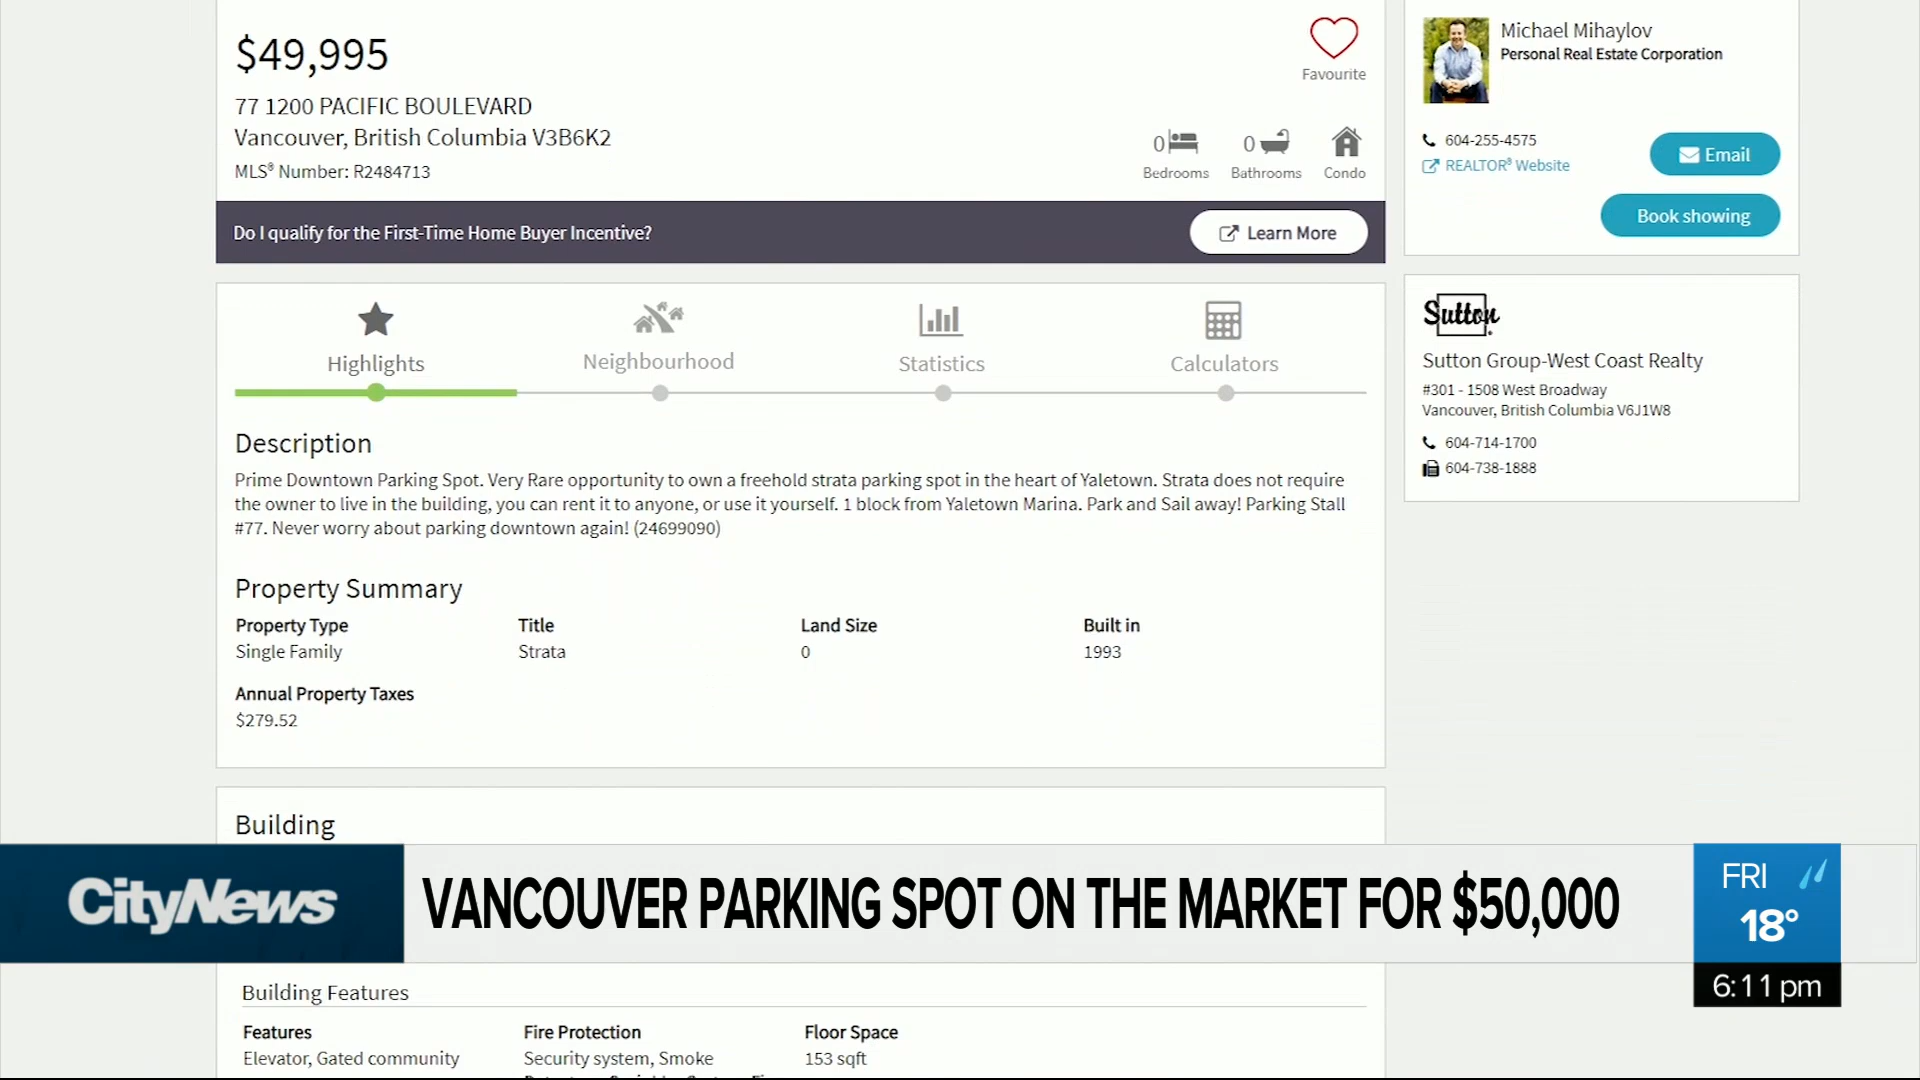 $49,995
Favourite
77 1200 PACIFIC BOULEVARD
Vancouver, British Columbia V3B6K2
MLS® Number: R2484713
0 0
Bedrooms Bathrooms Condo
Do I qualify for the First-Time Home Buyer Incentive? Learn More
Highlights Neighbourhood Statistics Calculators
Description
Prime Downtown Parking Spot. Very Rare opportunity to own a freehold strata parking spot in the heart of Yaletown. Strata does not require
the owner to live in the building, you can rent it to anyone, or use it yourself. 1 block from Yaletown Marina. Park and Sail away! Parking Stall
#77. Never worry about parking downtown again! (24699090)
Property Summary
Property Type Title Land Size Built in
Single Family Strata 0 1993
Annual Property Taxes
$279.52
Building
Michael Mihaylov
Personal Real Estate Corporation
604-255-4575
REALTOR® Website
Email
Book showing
Sutton
Sutton Group-West Coast Realty
#301 - 1508 West Broadway
Vancouver, British Columbia V6J1W8
604-714-1700
604-738-1888
CityNews
VANCOUVER PARKING SPOT ON THE MARKET FOR $50,000
FRI
18°
6:11 pm
Building Features
Features Fire Protection Floor Space
Elevator, Gated community Security system, Smoke 153 sqft